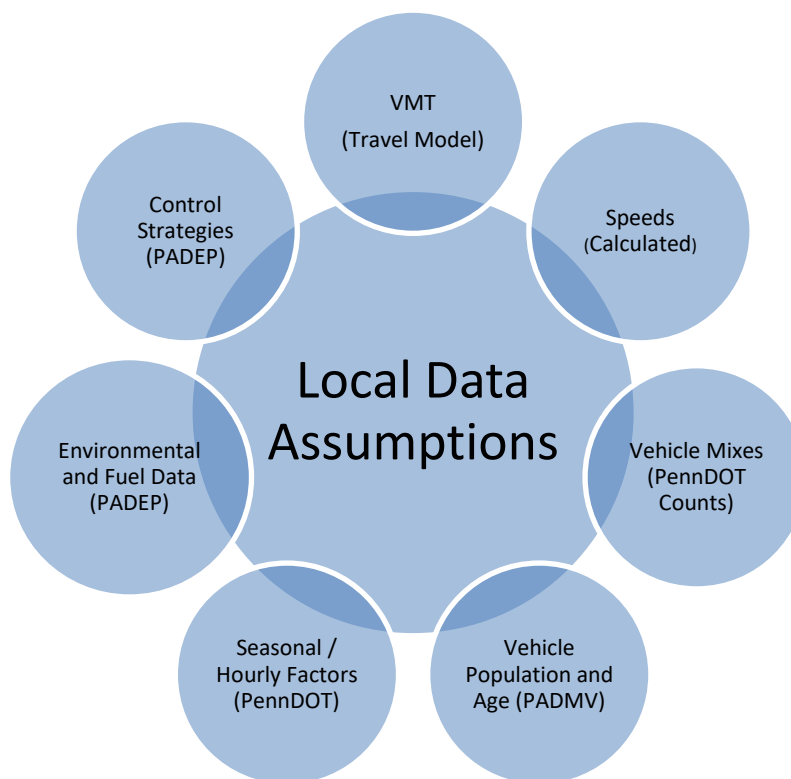 VMT
(Travel Model)
Speeds
(Calculated)
Vehicle Mixes
(PennDOT
Counts)
Vehicle
Population and
Age (PADMV)
Seasonal /
Hourly Factors
(PennDOT)
Environmental
and Fuel Data
(PADEP)
Control
Strategies
(PADEP)
Local Data
Assumptions